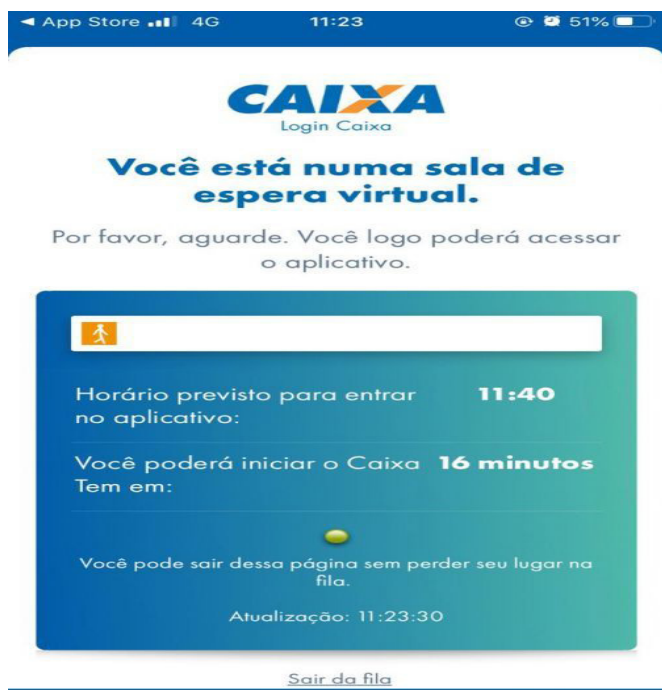 App Store 4G 11:23 51%
CAIXA
Login Caixa
Você está numa sala de
espera virtual.
Por favor, aguarde. Você logo poderá acessar
o aplicativo.
Horário previsto para entrar 11:40
no aplicativo:
Você poderá iniciar o Caixa 16 minutos
Tem em:
Você pode sair dessa página sem perder seu lugar na
fila.
Atualização: 11:23:30
Sair da fila